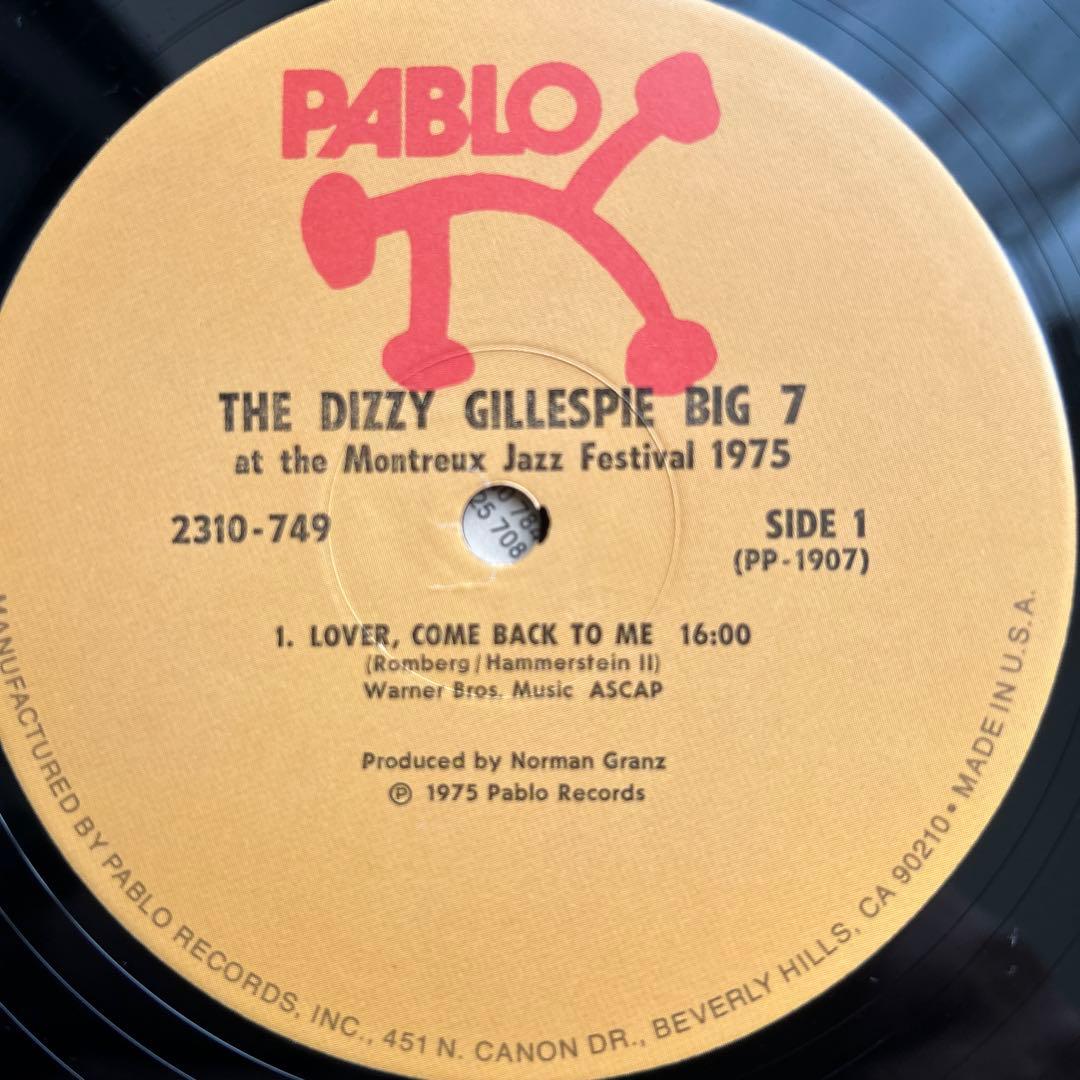 PABLO
THE DIZZY GILLESPIE BIG 7
at the Montreux Jazz Festival 1975
2310-749
SIDE 1
(PP-1907)
25 708
1. LOVER, COME BACK TO ME 16:00
(Romberg/Hammerstein II)
Warner Bros. Music ASCAP
Produced by Norman Granz
Ⓟ 1975 Pablo Records
MANUFACTURED BY PABLO RECORDS, INC., 451 N. CANON DR., BEVERLY HILLS, CA 90210 • MADE IN U.S.A.